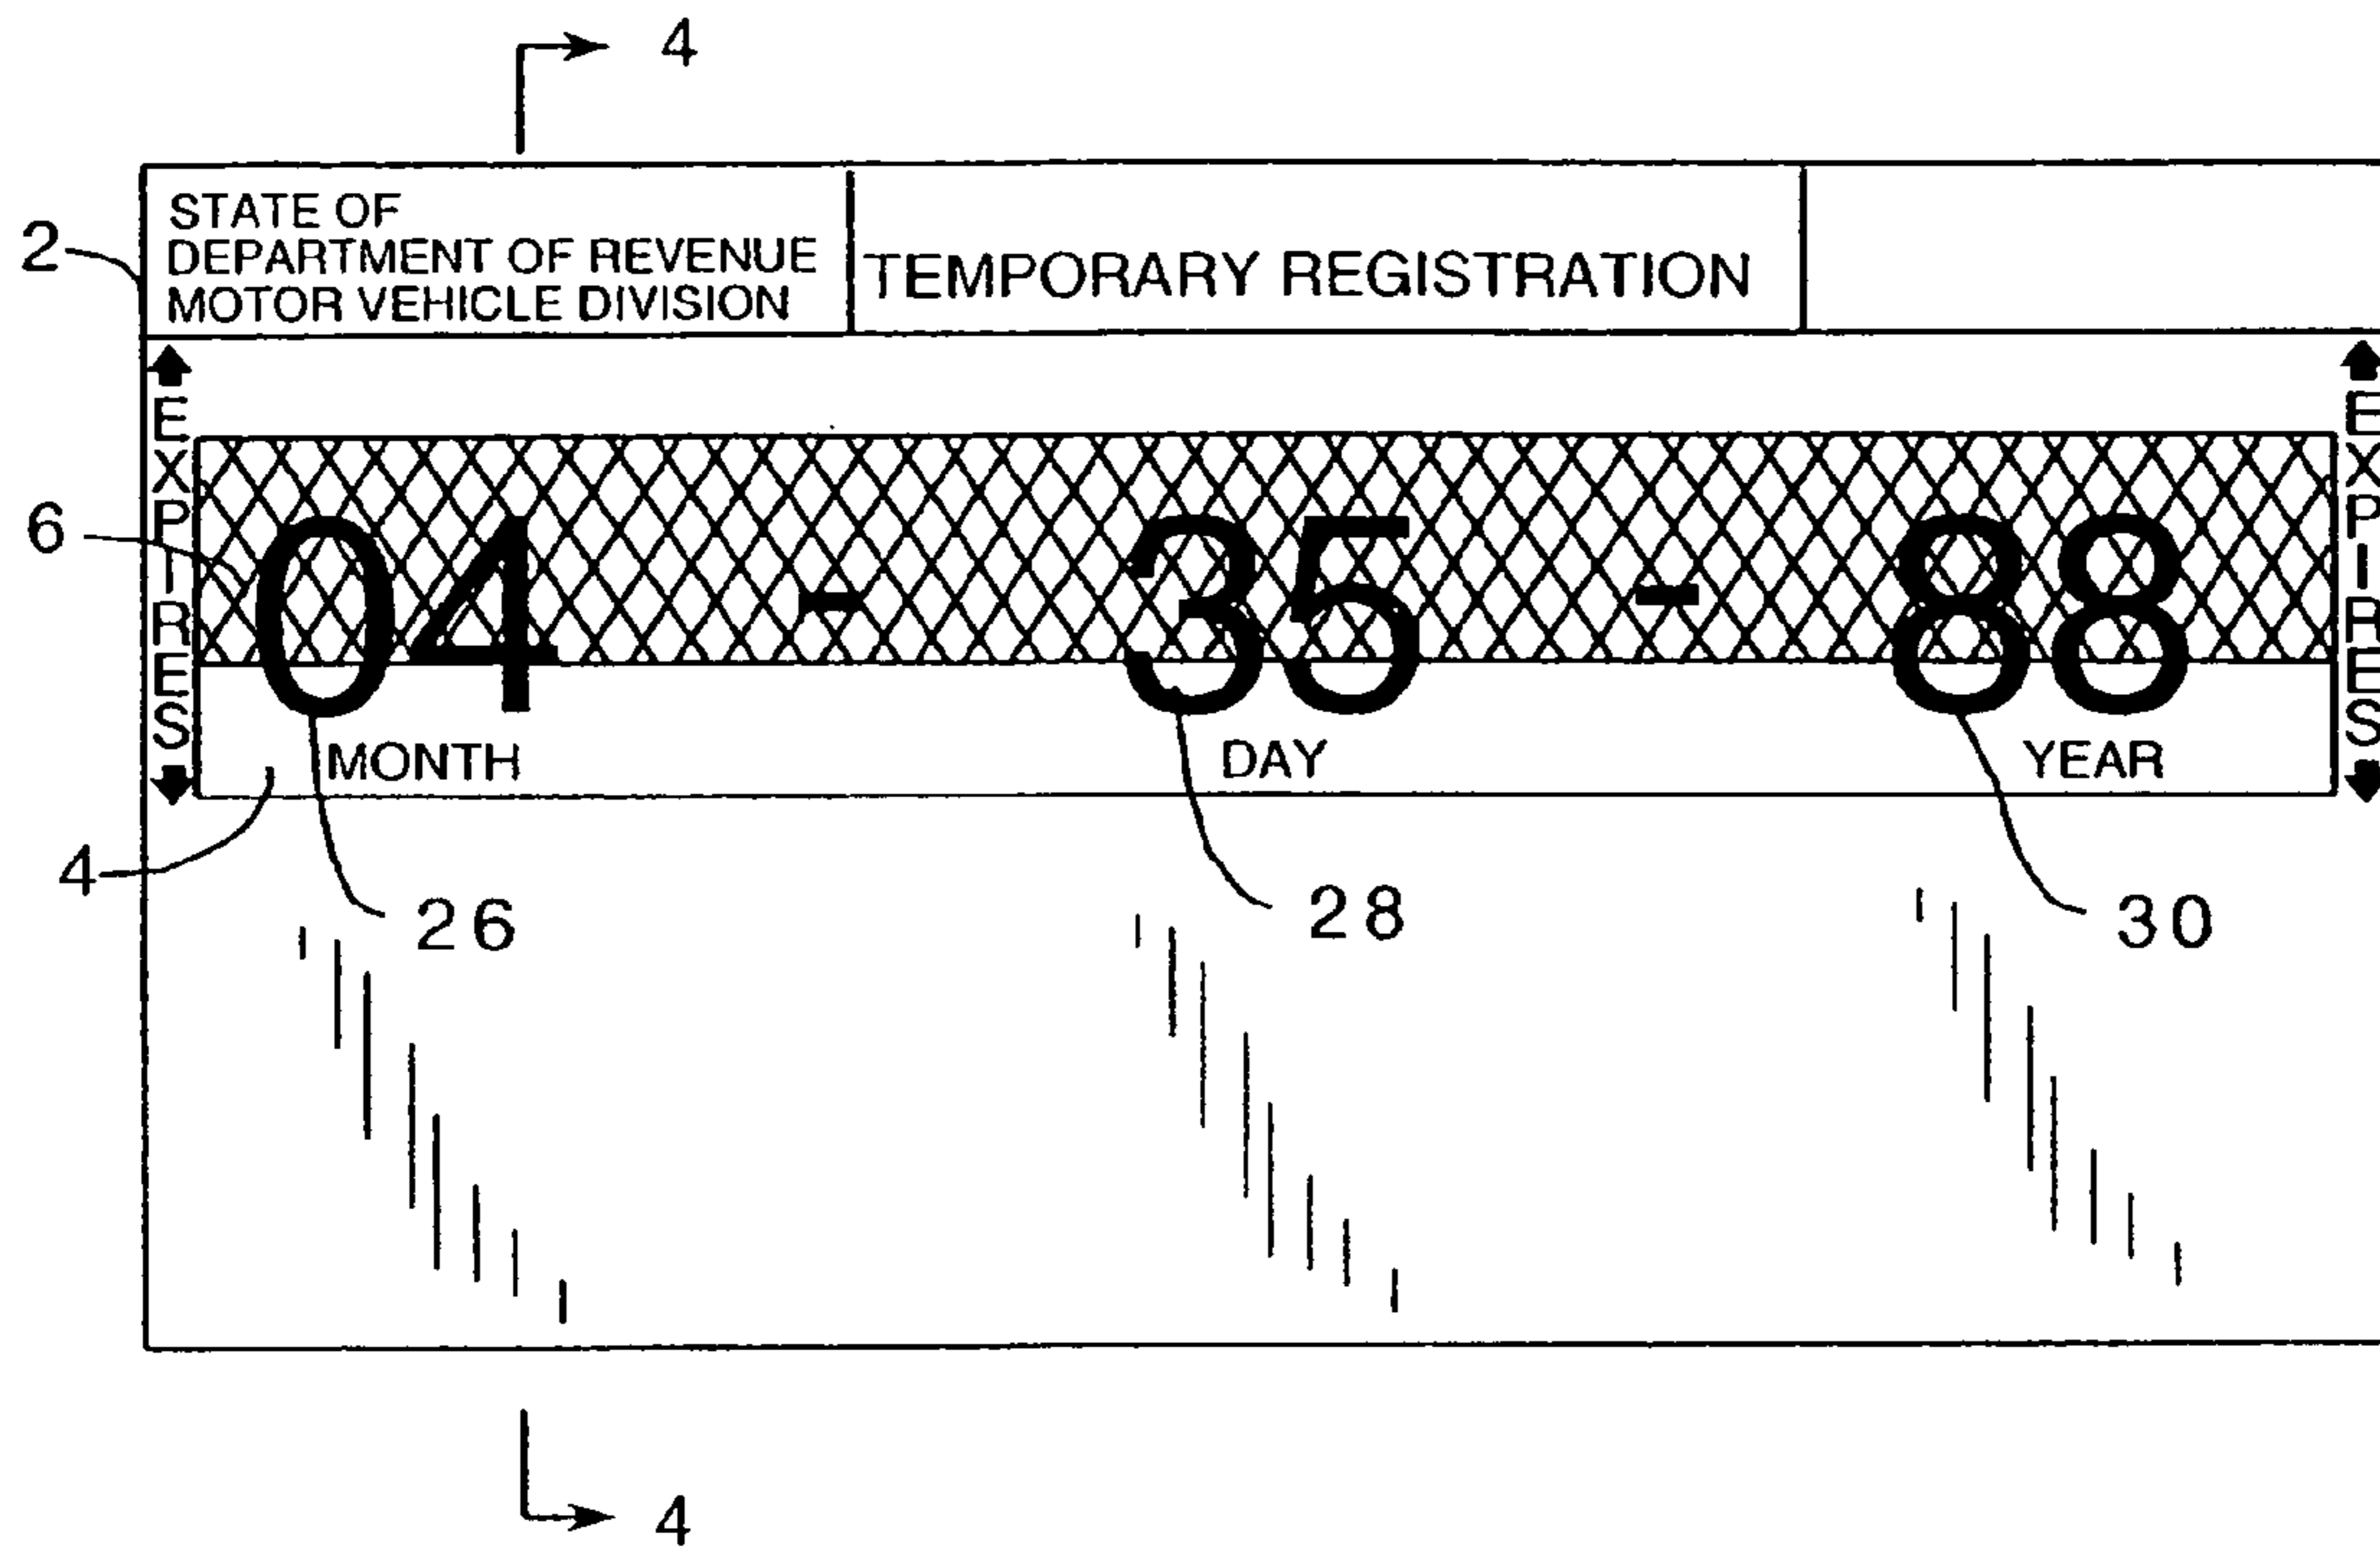 4
STATE OF
DEPARTMENT OF REVENUE
MOTOR VEHICLE DIVISION
TEMPORARY REGISTRATION
2
EXPIRES
EXPIRES
6
04 - 35 - 88
MONTH DAY YEAR
4
26 28 30
4